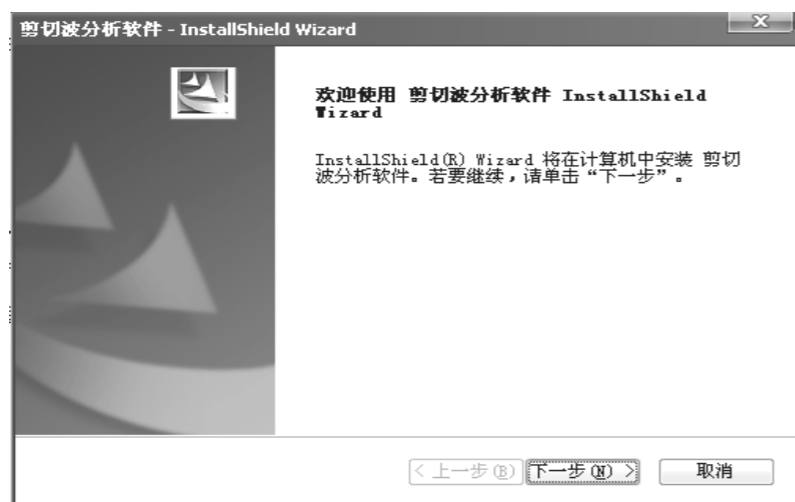 剪切波分析软件 - InstallShield Wizard
欢迎使用 剪切波分析软件 InstallShield
Wizard
InstallShield(R) Wizard 将在计算机中安装 剪切
波分析软件。若要继续，请单击“下一步”。
< 上一步(B) 下一步(N) > 取消